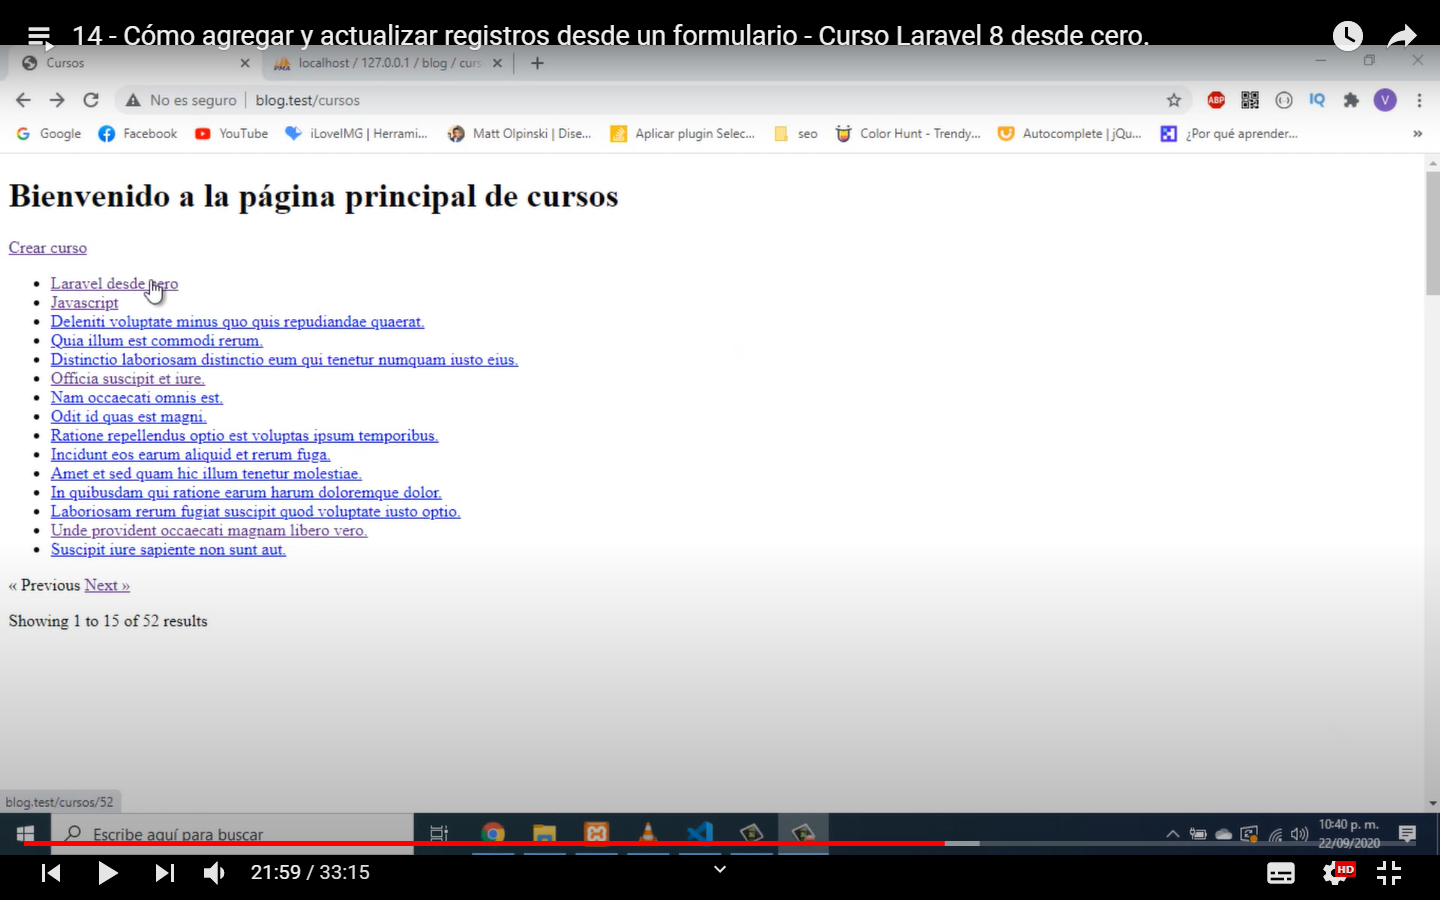 14 - Cómo agregar y actualizar registros desde un formulario - Curso Laravel 8 desde cero.
Cursos
localhost / 127.0.0.1 / blog / curs
No es seguro
blog.test/cursos
ABP
IQ
V
Google
Facebook
YouTube
iLoveIMG | Herrami...
Matt Olpinski | Dise...
Aplicar plugin Selec...
seo
Color Hunt - Trendy...
Autocomplete | jQu...
¿Por qué aprender...
»
Bienvenido a la página principal de cursos
Crear curso
Laravel desde cero
Javascript
Deleniti voluptate minus quo quis repudiandae quaerat.
Quia illum est commodi rerum.
Distinctio laboriosam distinctio eum qui tenetur numquam iusto eius.
Officia suscipit et iure.
Nam occaecati omnis est.
Odit id quas est magni.
Ratione repellendus optio est voluptas ipsum temporibus.
Incidunt eos earum aliquid et rerum fuga.
Amet et sed quam hic illum tenetur molestiae.
In quibusdam qui ratione earum harum doloremque dolor.
Laboriosam rerum fugiat suscipit quod voluptate iusto optio.
Unde provident occaecati magnam libero vero.
Suscipit iure sapiente non sunt aut.
« Previous Next »
Showing 1 to 15 of 52 results
blog.test/cursos/52
Escribe aquí para buscar
10:40 p. m.
22/09/2020
21:59 / 33:15
HD